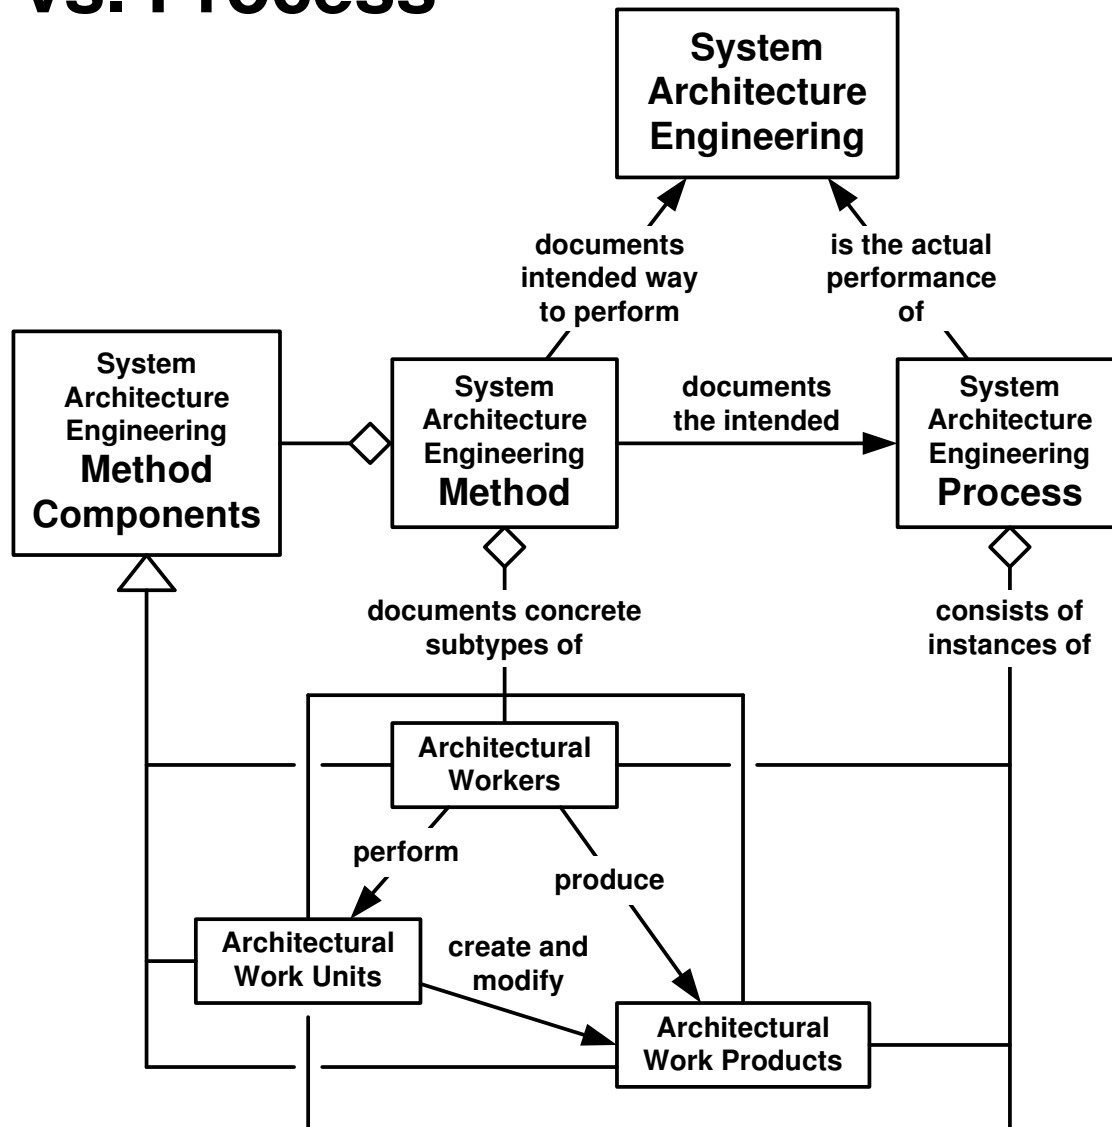 vs. Process
System
Architecture
Engineering
documents
intended way
to perform
is the actual
performance
of
System
Architecture
Engineering
Method
Components
System
Architecture
Engineering
Method
documents
the intended
System
Architecture
Engineering
Process
documents concrete
subtypes of
consists of
instances of
Architectural
Workers
perform
produce
Architectural
Work Units
create and
modify
Architectural
Work Products